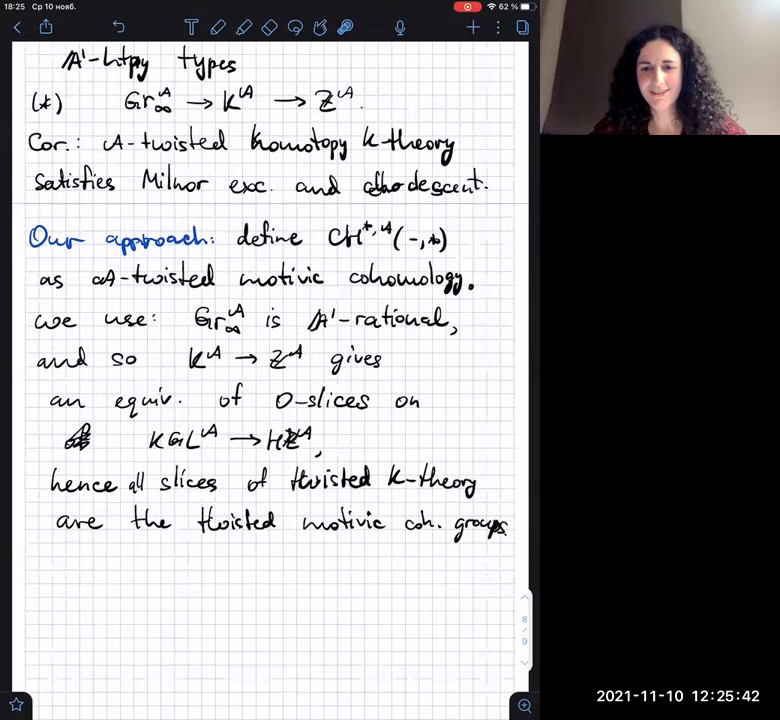 18:25 Ср 10 нояб.
62 %
𝔸¹-htpy types
(*) Gr∞^A → K^A → ℤ^A.
Cor.: A-twisted homotopy K-theory
satisfies Milnor exc. and cdh descent.
Our approach: define CH^{*,A}(-,*)
as A-twisted motivic cohomology.
we use: Gr∞^A is 𝔸¹-rational,
and so K^A → ℤ^A gives
an equiv. of 0-slices on
KGL^A → Hℤ^A,
hence all slices of twisted K-theory
are the twisted motivic coh. groups.
8 / 9
2021-11-10 12:25:42